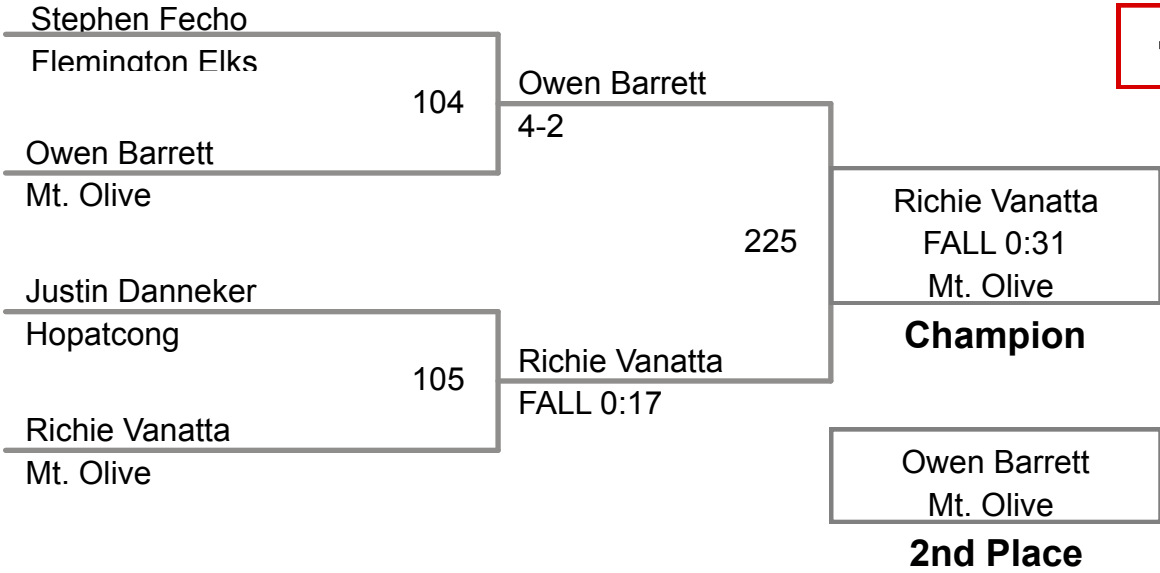 Stephen Fecho
Flemington Elks
104
Owen Barrett
Mt. Olive
Owen Barrett
4-2
Justin Danneker
Hopatcong
105
Richie Vanatta
Mt. Olive
Richie Vanatta
FALL 0:17
225
Richie Vanatta
FALL 0:31
Mt. Olive
Champion
Owen Barrett
Mt. Olive
2nd Place